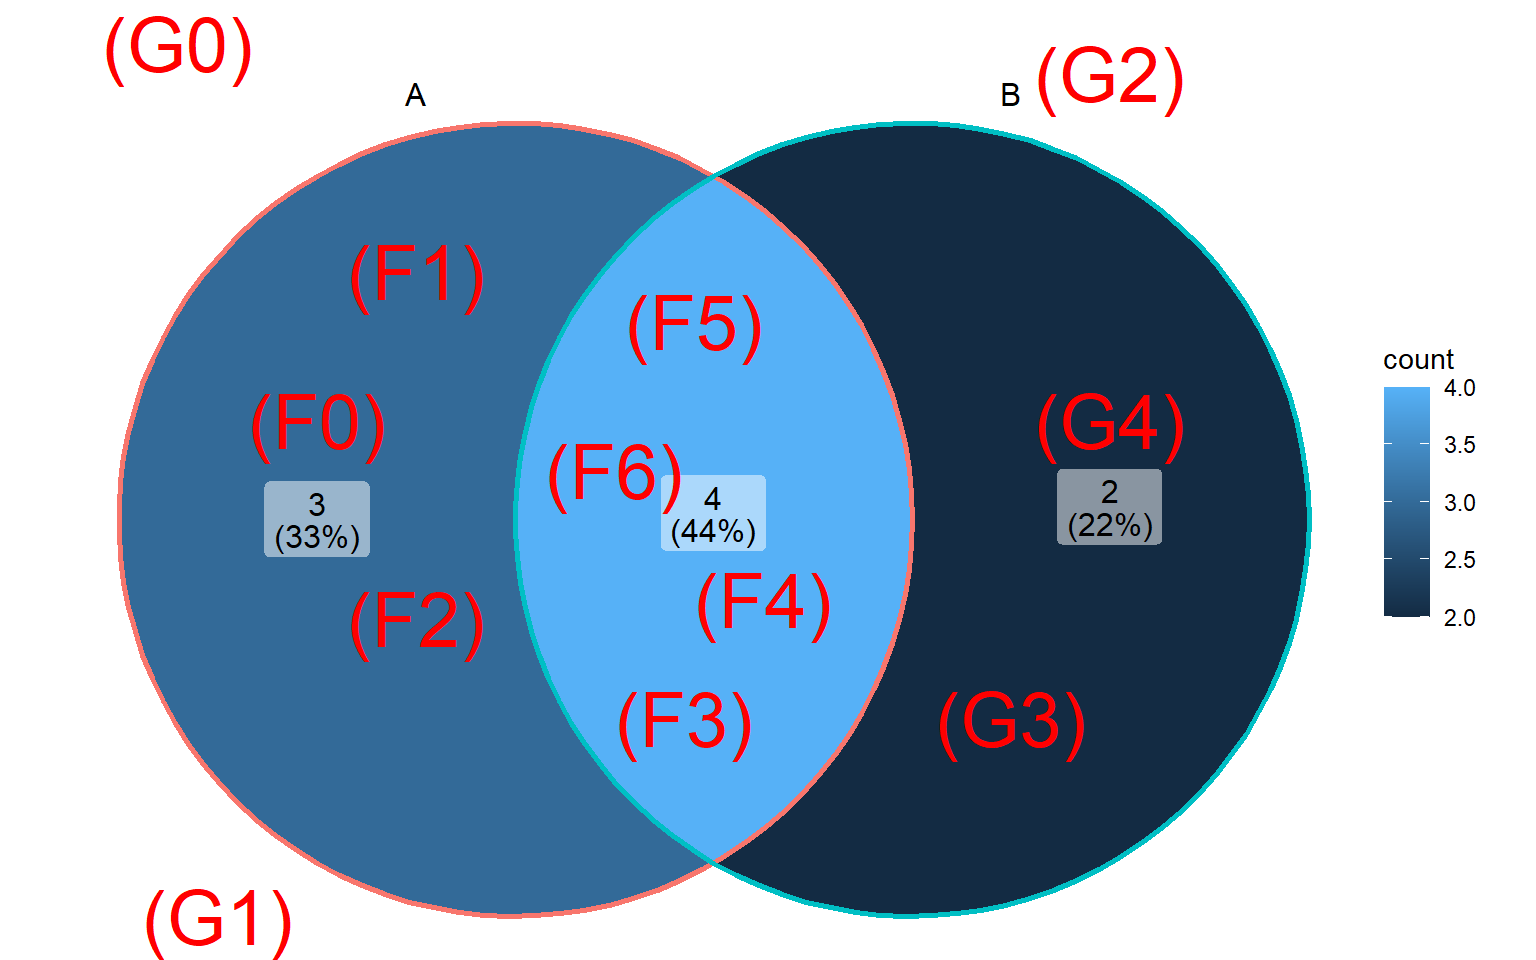 (G0)
A
B
(G2)
(F1)
(F5)
(F0)
(G4)
(F6)
3
(33%)
4
(44%)
2
(22%)
(F2)
(F4)
(F3)
(G3)
(G1)
count
4.0
3.5
3.0
2.5
2.0